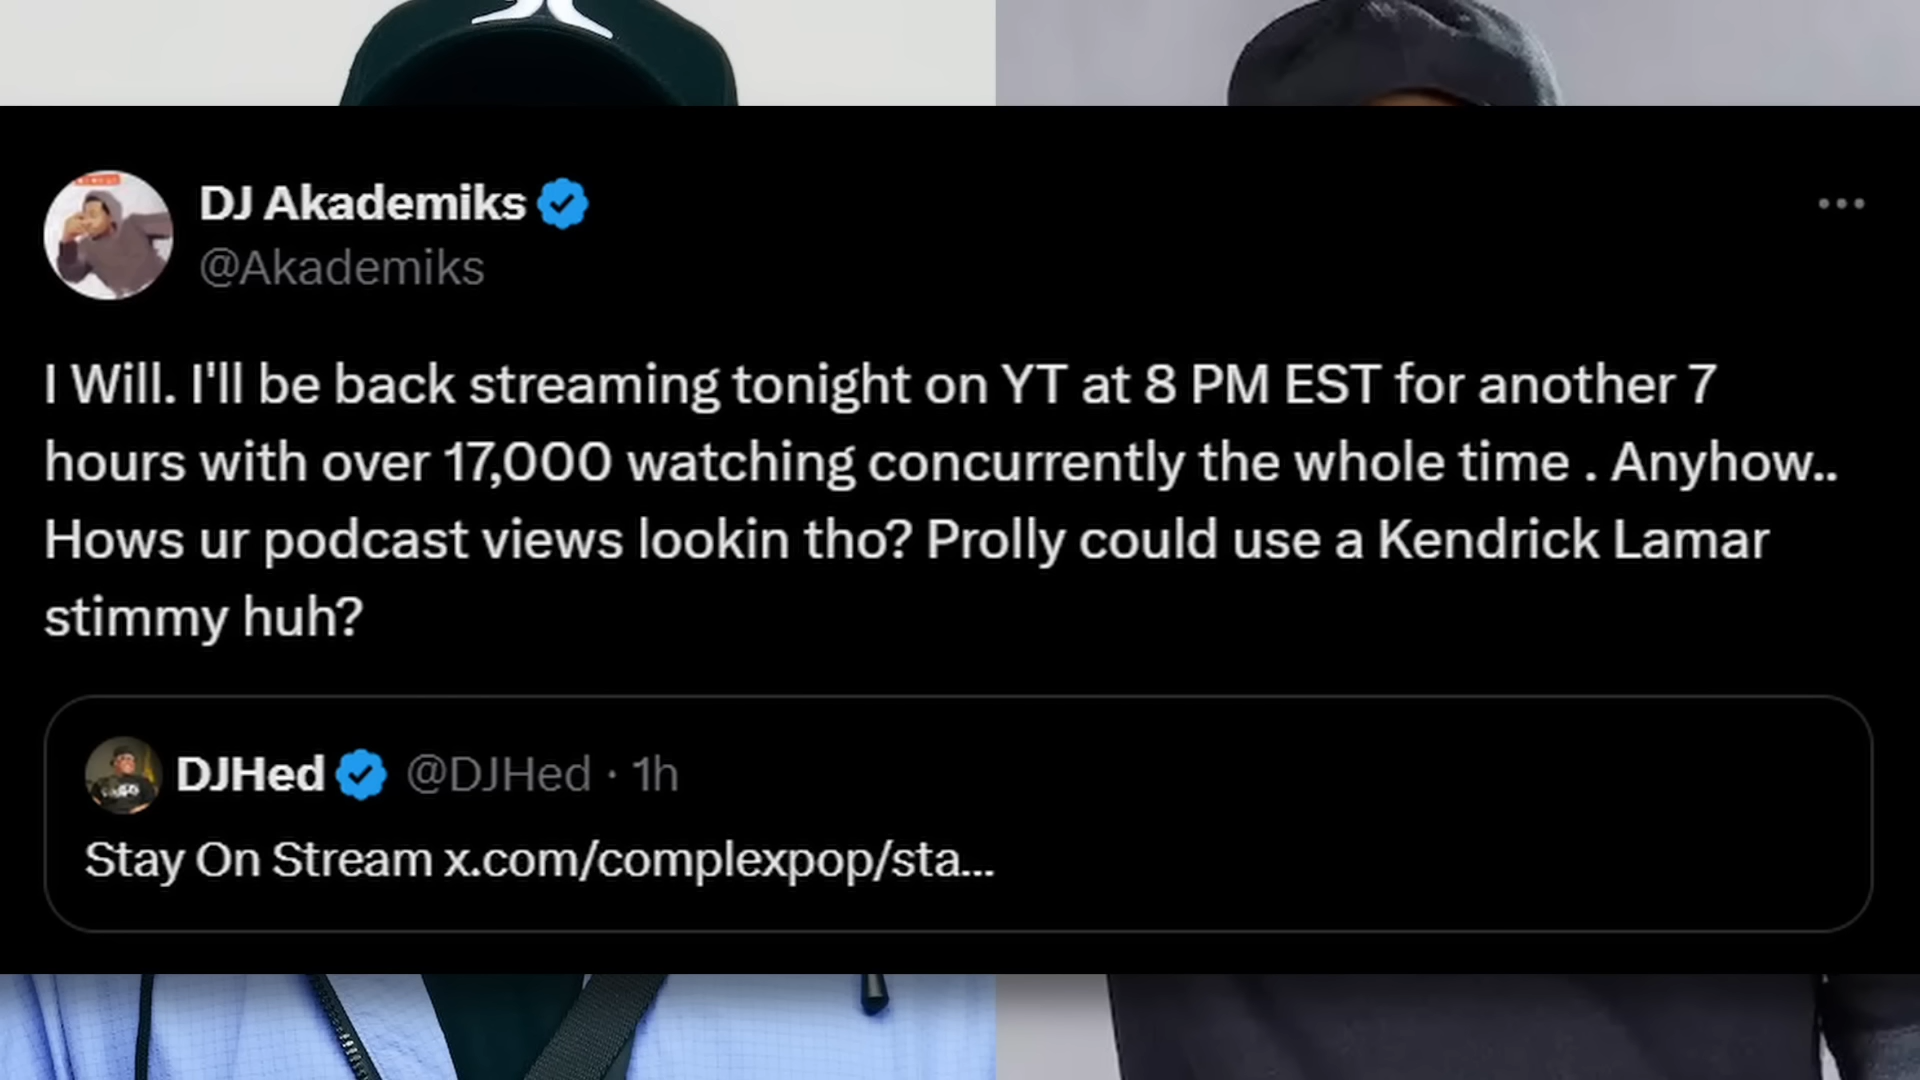 DJ Akademiks
@Akademiks
I Will. I'll be back streaming tonight on YT at 8 PM EST for another 7
hours with over 17,000 watching concurrently the whole time . Anyhow..
Hows ur podcast views lookin tho? Prolly could use a Kendrick Lamar
stimmy huh?
DJHed @DJHed · 1h
Stay On Stream x.com/complexpop/sta...